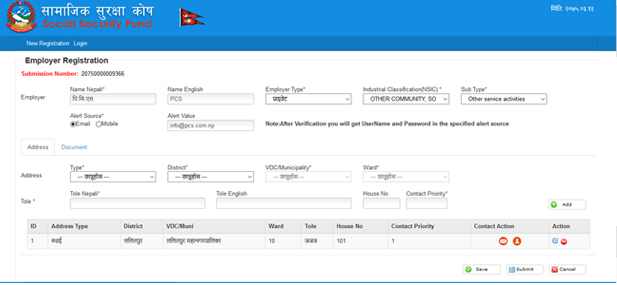 सामाजिक सुरक्षा कोष
Social Security Fund
मिति: २०७५.०३.१२
New Registration Login
Employer Registration
Submission Number: 20750000009366
Name Nepali* Name English Employer Type* Industrial Classification(NSIC) * Sub Type*
Employer पि.सि.एस PCS प्राइवेट OTHER COMMUNITY, SO Other service activities
Alert Source* Alert Value
Email Mobile info@pcs.com.np Note:After Verification you will get UserName and Password in the specified alert source
Address Document
Type* District* VDC/Municipality* Ward*
Address --- छान्नुहोस --- --- छान्नुहोस --- --- छान्नुहोस --- --- छान्नुहोस ---
Tole Nepali* Tole English House No. Contact Priority*
Tole * Add
ID Address Type District VDC/Muni Ward Tole House No Contact Priority Contact Action Action
1 स्थाई ललितपुर ललितपुर महानगरपालिका 10 जजज 101 1
Save Submit Cancel